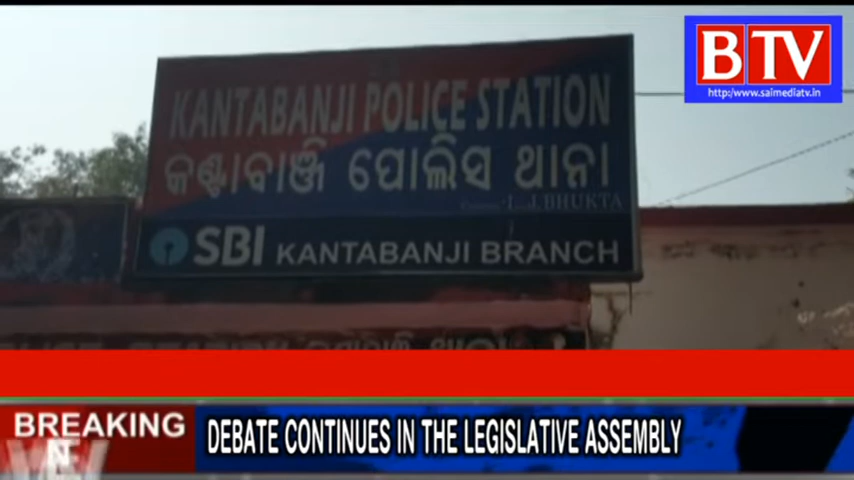 BTV
http:/www.saimediatv.in
KANTABANJI POLICE STATION
କଣ୍ଟାବାଞ୍ଜି ପୋଲିସ ଥାନା
J. BHUKTA
SBI KANTABANJI BRANCH
BREAKING
DEBATE CONTINUES IN THE LEGISLATIVE ASSEMBLY